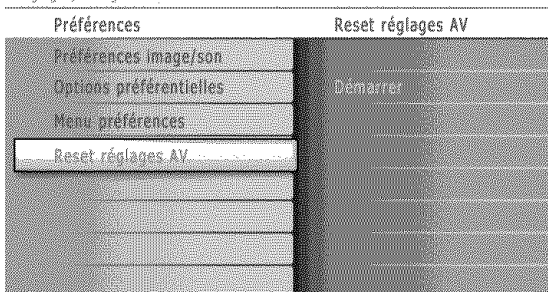 Préférences
Reset réglages AV
Préférences image/son
Options préférentielles
Démarrer
Menu préférences
Reset réglages AV